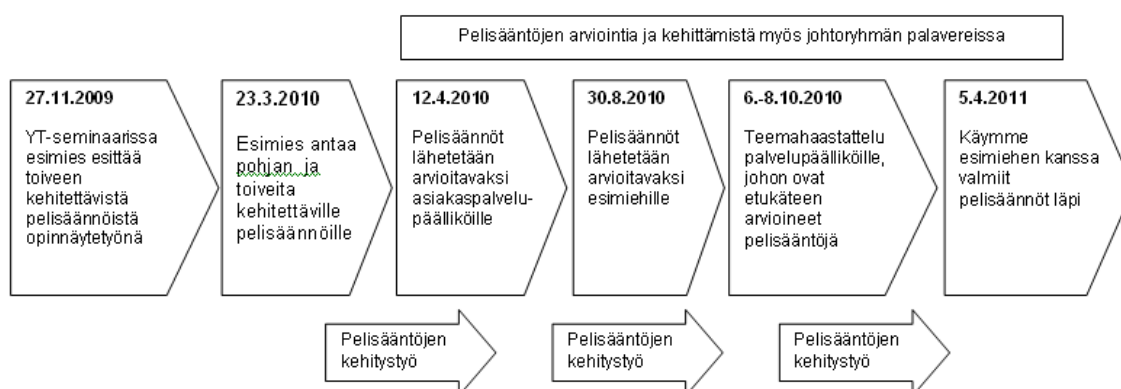 Pelisääntöjen arviointia ja kehittämistä myös johtoryhmän palavereissa
27.11.2009
YT-seminaarissa
esimies esittää
toiveen
kehitettävistä
pelisäännöistä
opinnäytetyönä
23.3.2010
Esimies antaa
pohjan ja
toiveita
kehitettäville
pelisäännöille
12.4.2010
Pelisäännöt
lähetetään
arvioitavaksi
asiakaspalvelu-
päälliköille
30.8.2010
Pelisäännöt
lähetetään
arvioitavaksi
esimiehille
6.-8.10.2010
Teemahaastattelu
palvelupäälliköille,
johon ovat
etukäteen
arvioineet
pelisääntöjä
5.4.2011
Käymme
esimiehen kanssa
valmiit
pelisäännöt läpi
Pelisääntöjen
kehitystyö
Pelisääntöjen
kehitystyö
Pelisääntöjen
kehitystyö